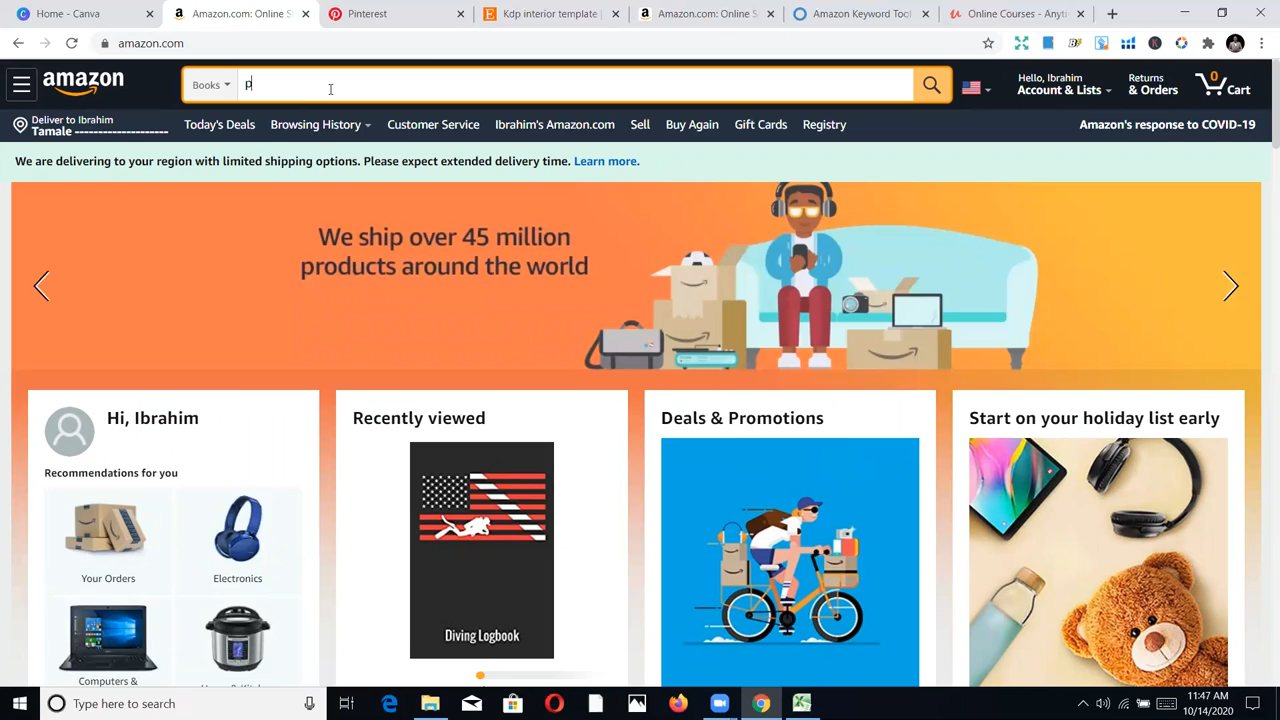 Home - Canva
Amazon.com: Online S
Pinterest
Kdp interior template
Amazon.com: Online S
Amazon Keyword Tool
Online Courses - Anyti
amazon.com
amazon
Books
p
Hello, Ibrahim
Account & Lists
Returns
& Orders
0
Cart
Deliver to Ibrahim
Tamale
Today's Deals
Browsing History
Customer Service
Ibrahim's Amazon.com
Sell
Buy Again
Gift Cards
Registry
Amazon's response to COVID-19
We are delivering to your region with limited shipping options. Please expect extended delivery time. Learn more.
We ship over 45 million
products around the world
Hi, Ibrahim
Recommendations for you
Your Orders
Electronics
Computers &
Recently viewed
Diving Logbook
Deals & Promotions
Start on your holiday list early
Type here to search
11:47 AM
10/14/2020